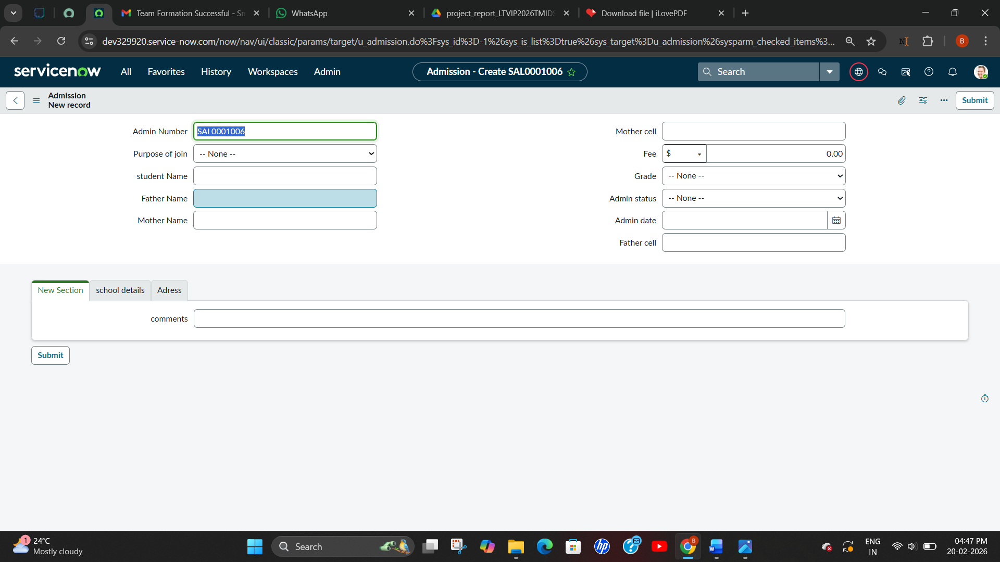 Team Formation Successful - Sm
WhatsApp
project_report_LTVIP2026TMIDS
Download file | iLovePDF
dev329920.service-now.com/now/nav/ui/classic/params/target/u_admission.do%3Fsys_id%3D-1%26sys_is_list%3Dtrue%26sys_target%3Du_admission%26sysparm_checked_items%3...
B
servicenow
All
Favorites
History
Workspaces
Admin
Admission - Create SAL0001006
Search
Admission
New record
Submit
Admin Number
SAL0001006
Mother cell
Purpose of join
-- None --
Fee
$
0.00
student Name
Grade
-- None --
Father Name
Admin status
-- None --
Mother Name
Admin date
Father cell
New Section
school details
Adress
comments
Submit
1
24°C
Mostly cloudy
Search
hp
B
ENG
IN
04:47 PM
20-02-2026